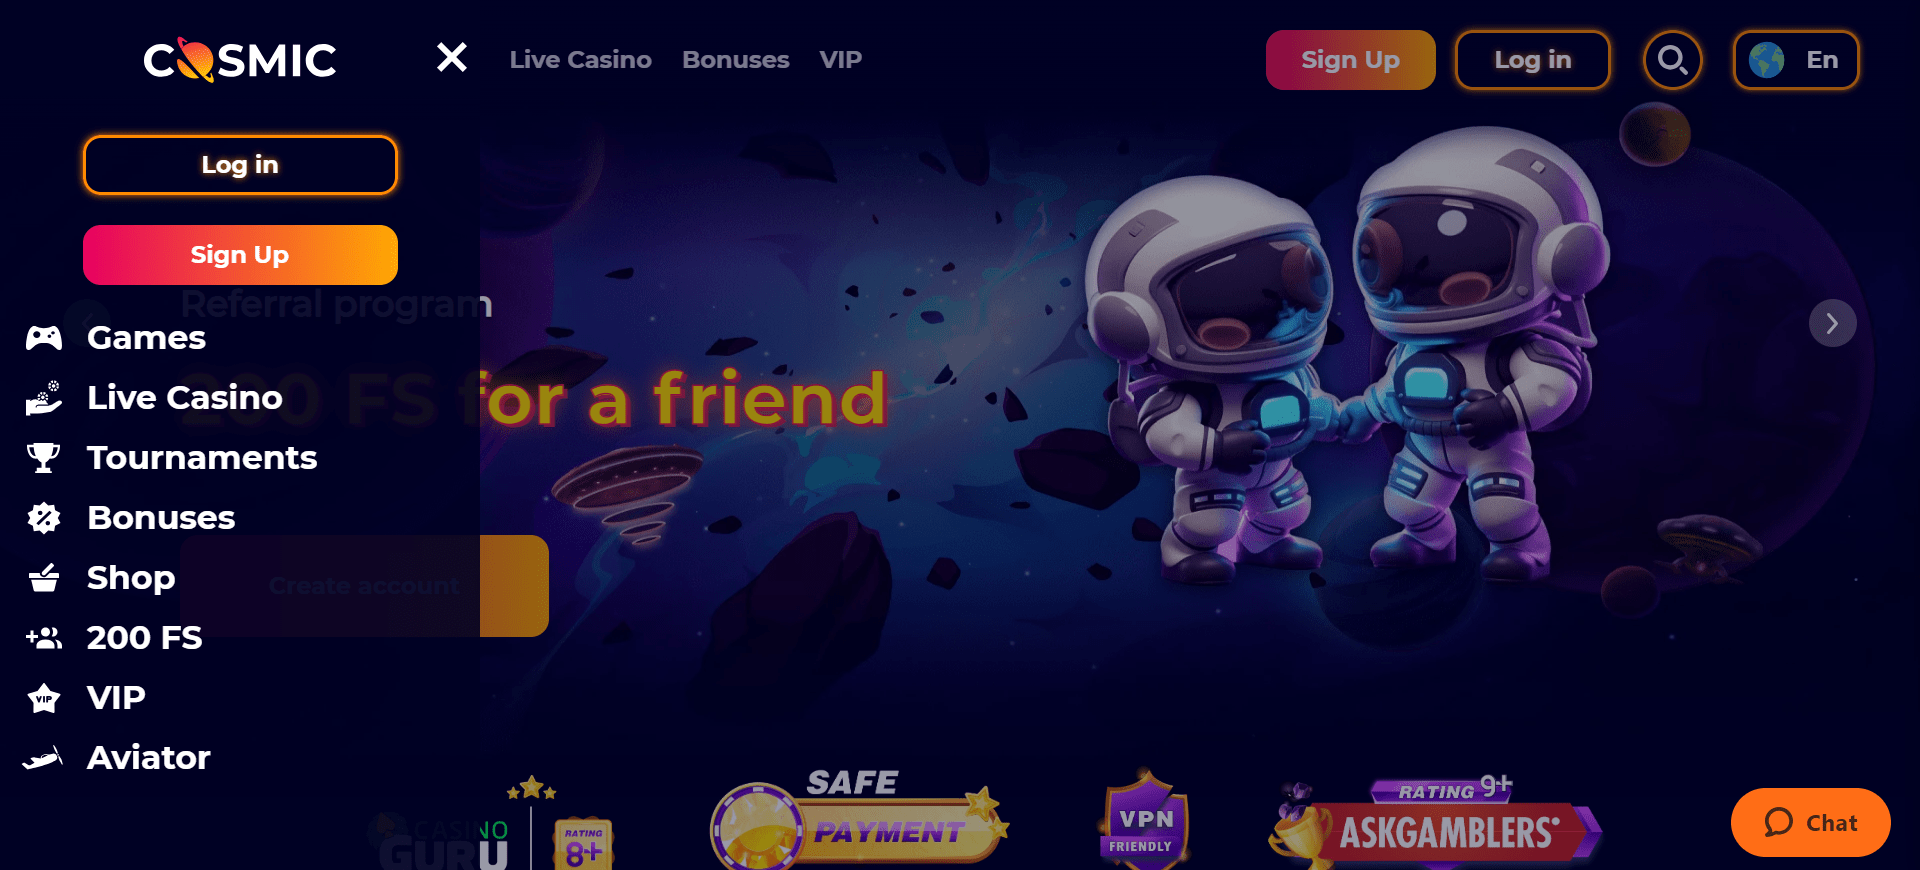 COSMIC
Live Casino Bonuses VIP
Sign Up
Log in
En
Log in
Sign Up
Referral program
Games
Live Casino
200 FS for a friend
Tournaments
Bonuses
Shop
Create account
200 FS
VIP
VIP
Aviator
CASINO
GURU
RATING
8+
SAFE
PAYMENT
VPN
FRIENDLY
RATING 9+
ASKGAMBLERS
Chat